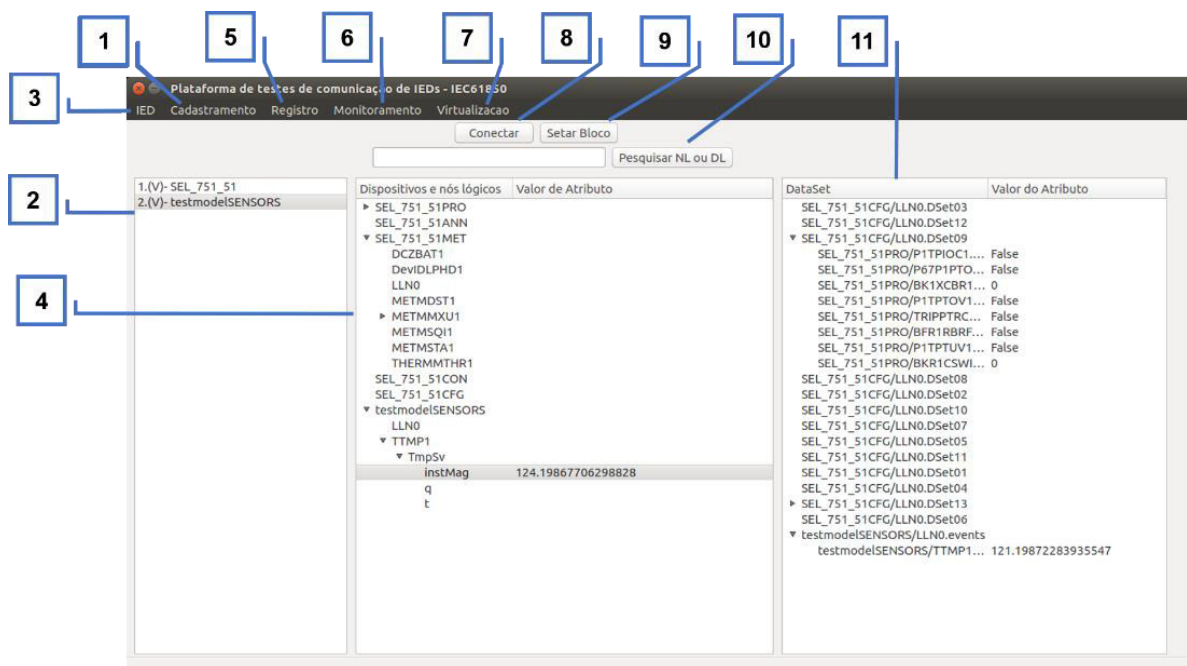 1
5
6
7
8
9
10
11
3
2
4
Plataforma de testes de comunicação de IEDs - IEC61850
IED Cadastramento Registro Monitoramento Virtualizacao
Conectar Setar Bloco
Pesquisar NL ou DL
1.(V)- SEL_751_51
2.(V)- testmodelSENSORS
Dispositivos e nós lógicos Valor de Atributo
SEL_751_51PRO
SEL_751_51ANN
SEL_751_51MET
DCZBAT1
DevIDLPHD1
LLN0
METMDST1
METMMXU1
METMSQI1
METMSTA1
THERMMTHR1
SEL_751_51CON
SEL_751_51CFG
testmodelSENSORS
LLN0
TTMP1
TmpSv
instMag 124.19867706298828
q
t
DataSet Valor do Atributo
SEL_751_51CFG/LLN0.DSet03
SEL_751_51CFG/LLN0.DSet12
SEL_751_51CFG/LLN0.DSet09
SEL_751_51PRO/P1TPIOC1.... False
SEL_751_51PRO/P67P1PTO... False
SEL_751_51PRO/BK1XCBR1... 0
SEL_751_51PRO/P1TPTOV1... False
SEL_751_51PRO/TRIPPTRC... False
SEL_751_51PRO/BFR1RBRF... False
SEL_751_51PRO/P1TPTUV1... False
SEL_751_51PRO/BKR1CSWI... 0
SEL_751_51CFG/LLN0.DSet08
SEL_751_51CFG/LLN0.DSet02
SEL_751_51CFG/LLN0.DSet10
SEL_751_51CFG/LLN0.DSet07
SEL_751_51CFG/LLN0.DSet05
SEL_751_51CFG/LLN0.DSet11
SEL_751_51CFG/LLN0.DSet01
SEL_751_51CFG/LLN0.DSet04
SEL_751_51CFG/LLN0.DSet13
SEL_751_51CFG/LLN0.DSet06
testmodelSENSORS/LLN0.events
testmodelSENSORS/TTMP1... 121.19872283935547